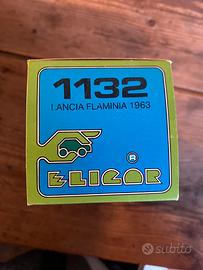 1132
LANCIA FLAMINIA 1963
R
ELIGOR
subito